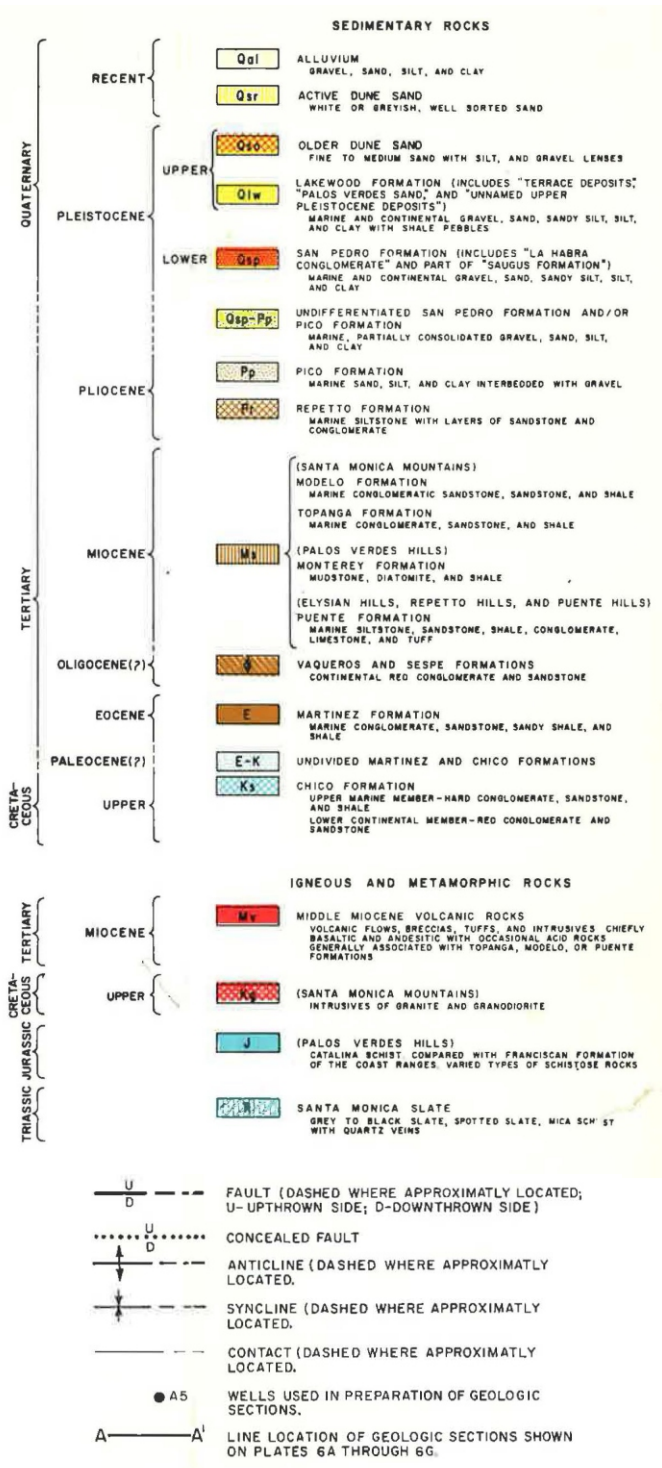 SEDIMENTARY ROCKS
QUATERNARY
RECENT
Qal
ALLUVIUM
GRAVEL, SAND, SILT, AND CLAY
Qsr
ACTIVE DUNE SAND
WHITE OR GREYISH, WELL SORTED SAND
PLEISTOCENE
UPPER
Qso
OLDER DUNE SAND
FINE TO MEDIUM SAND WITH SILT, AND GRAVEL LENSES
Qlw
LAKEWOOD FORMATION (INCLUDES "TERRACE DEPOSITS,"
"PALOS VERDES SAND," AND "UNNAMED UPPER
PLEISTOCENE DEPOSITS")
MARINE AND CONTINENTAL GRAVEL, SAND, SANDY SILT, SILT,
AND CLAY WITH SHALE PEBBLES
LOWER
Qsp
SAN PEDRO FORMATION (INCLUDES "LA HABRA
CONGLOMERATE" AND PART OF "SAUGUS FORMATION")
MARINE AND CONTINENTAL GRAVEL, SAND, SANDY SILT, SILT,
AND CLAY
Qsp-Pp
UNDIFFERENTIATED SAN PEDRO FORMATION AND/OR
PICO FORMATION
MARINE, PARTIALLY CONSOLIDATED GRAVEL, SAND, SILT,
AND CLAY
TERTIARY
PLIOCENE
Pp
PICO FORMATION
MARINE SAND, SILT, AND CLAY INTERBEDDED WITH GRAVEL
Pr
REPETTO FORMATION
MARINE SILTSTONE WITH LAYERS OF SANDSTONE AND
CONGLOMERATE
MIOCENE
Ms
(SANTA MONICA MOUNTAINS)
MODELO FORMATION
MARINE CONGLOMERATIC SANDSTONE, SANDSTONE, AND SHALE
TOPANGA FORMATION
MARINE CONGLOMERATE, SANDSTONE, AND SHALE
(PALOS VERDES HILLS)
MONTEREY FORMATION
MUDSTONE, DIATOMITE, AND SHALE
(ELYSIAN HILLS, REPETTO HILLS, AND PUENTE HILLS)
PUENTE FORMATION
MARINE SILTSTONE, SANDSTONE, SHALE, CONGLOMERATE,
LIMESTONE, AND TUFF
OLIGOCENE(?)
VAQUEROS AND SESPE FORMATIONS
CONTINENTAL RED CONGLOMERATE AND SANDSTONE
EOCENE
E
MARTINEZ FORMATION
MARINE CONGLOMERATE, SANDSTONE, SANDY SHALE, AND
SHALE
PALEOCENE(?)
E-K
UNDIVIDED MARTINEZ AND CHICO FORMATIONS
CRETA-
CEOUS
UPPER
Ks
CHICO FORMATION
UPPER MARINE MEMBER-HARD CONGLOMERATE, SANDSTONE,
AND SHALE
LOWER CONTINENTAL MEMBER-RED CONGLOMERATE AND
SANDSTONE
IGNEOUS AND METAMORPHIC ROCKS
TERTIARY
MIOCENE
Mv
MIDDLE MIOCENE VOLCANIC ROCKS
VOLCANIC FLOWS, BRECCIAS, TUFFS, AND INTRUSIVES CHIEFLY
BASALTIC AND ANDESITIC WITH OCCASIONAL ACID ROCKS
GENERALLY ASSOCIATED WITH TOPANGA, MODELO, OR PUENTE
FORMATIONS
CRETA-
CEOUS
UPPER
Kg
(SANTA MONICA MOUNTAINS)
INTRUSIVES OF GRANITE AND GRANODIORITE
JURASSIC
J
(PALOS VERDES HILLS)
CATALINA SCHIST COMPARED WITH FRANCISCAN FORMATION
OF THE COAST RANGES. VARIED TYPES OF SCHISTOSE ROCKS
TRIASSIC
SANTA MONICA SLATE
GREY TO BLACK SLATE, SPOTTED SLATE, MICA SCH'ST
WITH QUARTZ VEINS
U
D
FAULT (DASHED WHERE APPROXIMATLY LOCATED;
U-UPTHROWN SIDE; D-DOWNTHROWN SIDE)
U
D
CONCEALED FAULT
ANTICLINE (DASHED WHERE APPROXIMATLY
LOCATED.
SYNCLINE (DASHED WHERE APPROXIMATLY
LOCATED.
CONTACT (DASHED WHERE APPROXIMATLY
LOCATED.
A5
WELLS USED IN PREPARATION OF GEOLOGIC
SECTIONS.
A A'
LINE LOCATION OF GEOLOGIC SECTIONS SHOWN
ON PLATES 6A THROUGH 6G.